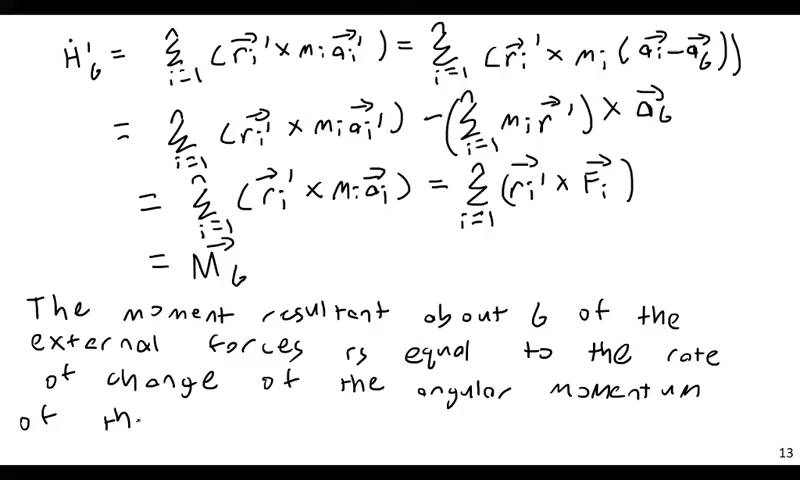 Ḣ'G = Σ i=1 n (r⃗i' × mi a⃗i') = Σ i=1 n (r⃗i' × mi (a⃗i - a⃗G))
= Σ i=1 n (r⃗i' × mi a⃗i') - (Σ i=1 n mi r⃗') × a⃗G
= Σ i=1 n (r⃗i' × mi a⃗i) = Σ i=1 n (r⃗i' × F⃗i)
= M⃗G
The moment resultant about G of the
external forces is equal to the rate
of change of the angular momentum
of th
13